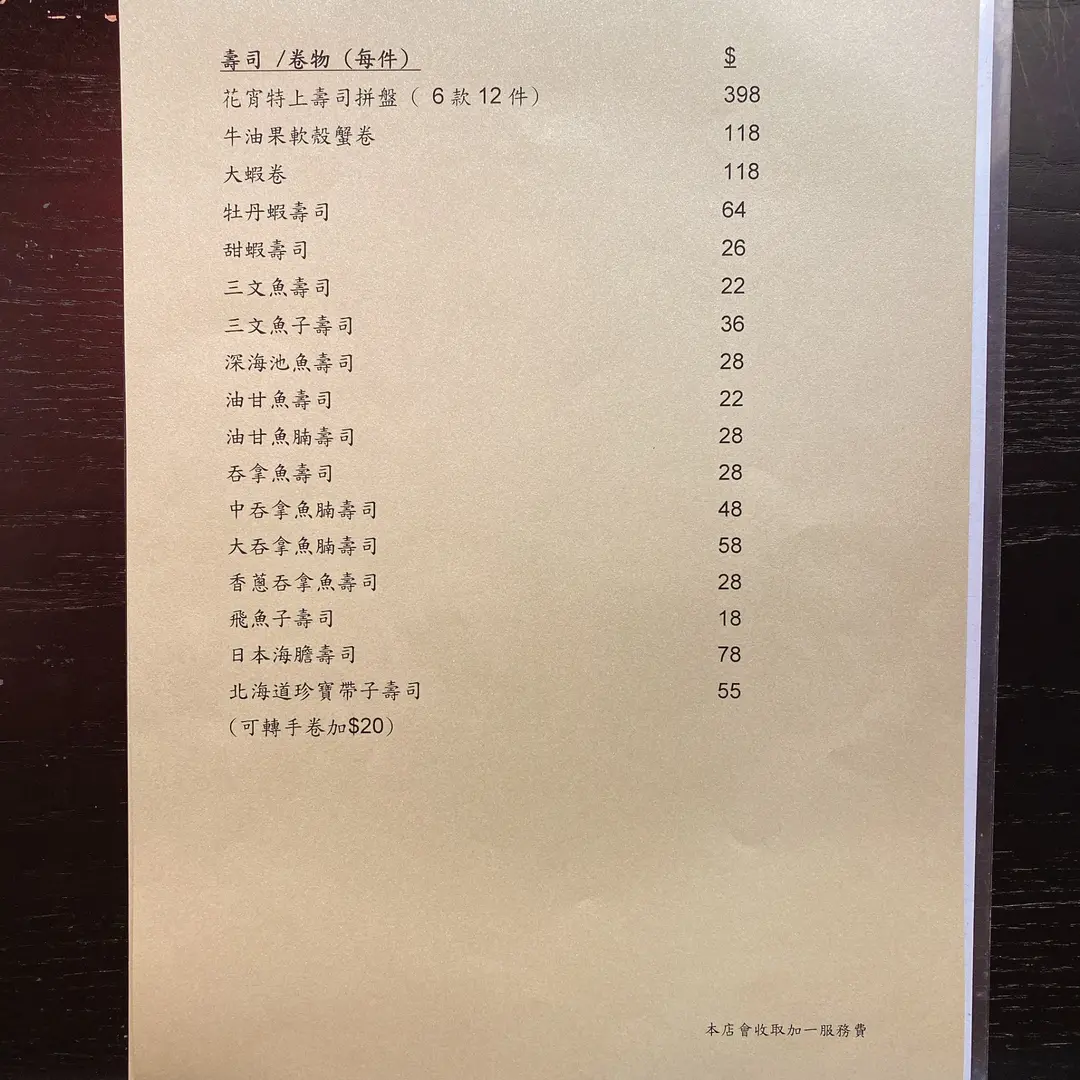 壽司 /卷物（每件） $
花宵特上壽司拼盤（ 6 款 12 件） 398
牛油果軟殼蟹卷 118
大蝦卷 118
牡丹蝦壽司 64
甜蝦壽司 26
三文魚壽司 22
三文魚子壽司 36
深海池魚壽司 28
油甘魚壽司 22
油甘魚腩壽司 28
吞拿魚壽司 28
中吞拿魚腩壽司 48
大吞拿魚腩壽司 58
香蔥吞拿魚壽司 28
飛魚子壽司 18
日本海膽壽司 78
北海道珍寶帶子壽司 55
（可轉手卷加$20）
本店會收取加一服務費